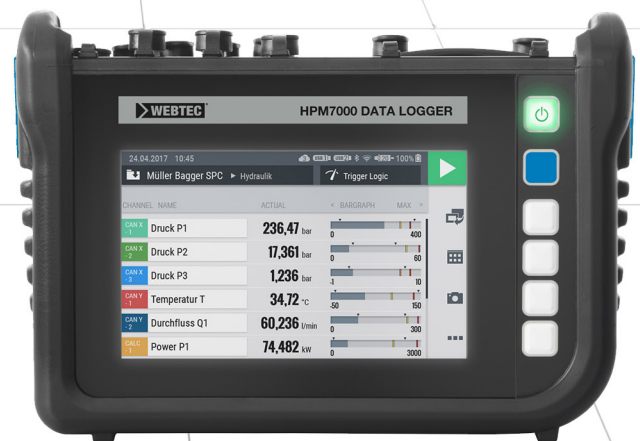 WEBTEC
HPM7000 DATA LOGGER
24.04.2017 10:45
100%
Müller Bagger SPC ▸ Hydraulik
Trigger Logic
CHANNEL NAME ACTUAL < BARGRAPH MAX >
CAN X - 1 Druck P1 236,47 bar 0 400
CAN X - 2 Druck P2 17,361 bar 0 60
CAN X - 3 Druck P3 1,236 bar -1 10
CAN Y - 1 Temperatur T 34,72 °C -50 150
CAN Y - 2 Durchfluss Q1 60,236 l/min 0 300
CALC - 1 Power P1 74,482 kW 0 3000